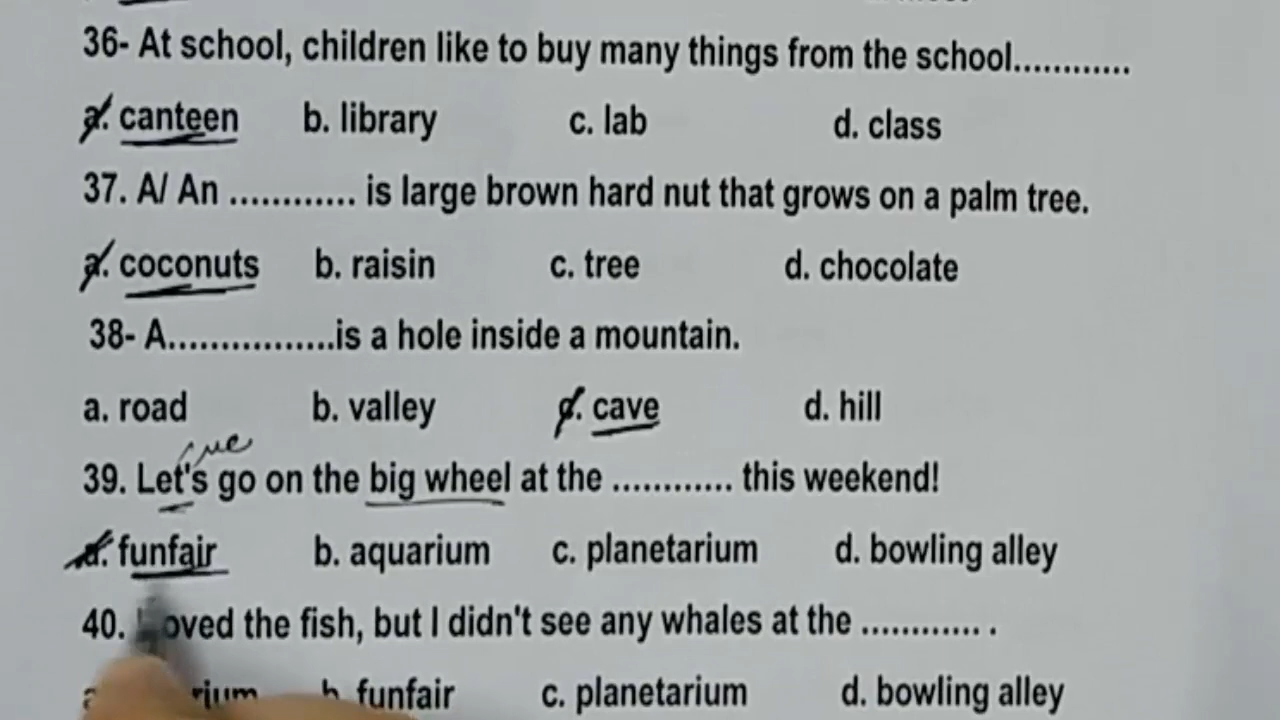 36- At school, children like to buy many things from the school............
a. canteen b. library c. lab d. class
37. A/ An ............ is large brown hard nut that grows on a palm tree.
a. coconuts b. raisin c. tree d. chocolate
38- A................is a hole inside a mountain.
a. road b. valley c. cave d. hill
39. Let's go on the big wheel at the ............ this weekend!
a. funfair b. aquarium c. planetarium d. bowling alley
40. I loved the fish, but I didn't see any whales at the ............ .
b. funfair c. planetarium d. bowling alley